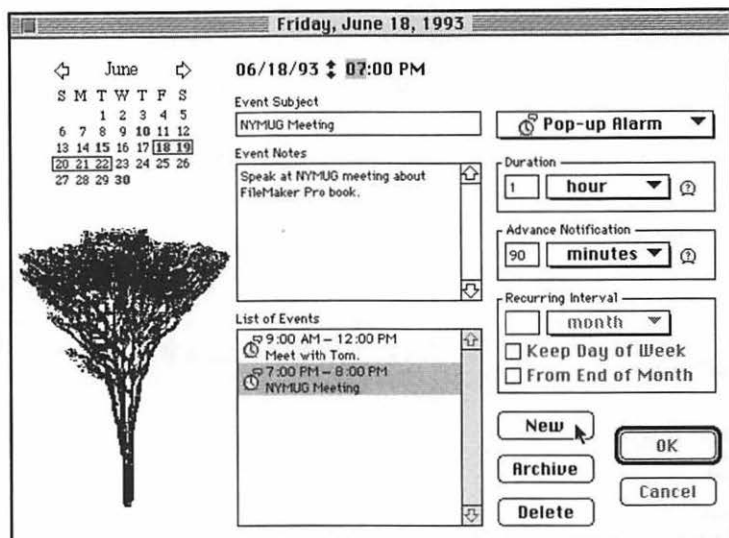 Friday, June 18, 1993
June
S M T W T F S
1 2 3 4 5
6 7 8 9 10 11 12
13 14 15 16 17 18 19
20 21 22 23 24 25 26
27 28 29 30
06/18/93 07:00 PM
Event Subject
NYMUG Meeting
Event Notes
Speak at NYMUG meeting about
FileMaker Pro book.
List of Events
9:00 AM – 12:00 PM
Meet with Tom.
7:00 PM – 8:00 PM
NYMUG Meeting
Pop-up Alarm
Duration
1 hour
Advance Notification
90 minutes
Recurring Interval
month
Keep Day of Week
From End of Month
New
Archive
Delete
OK
Cancel